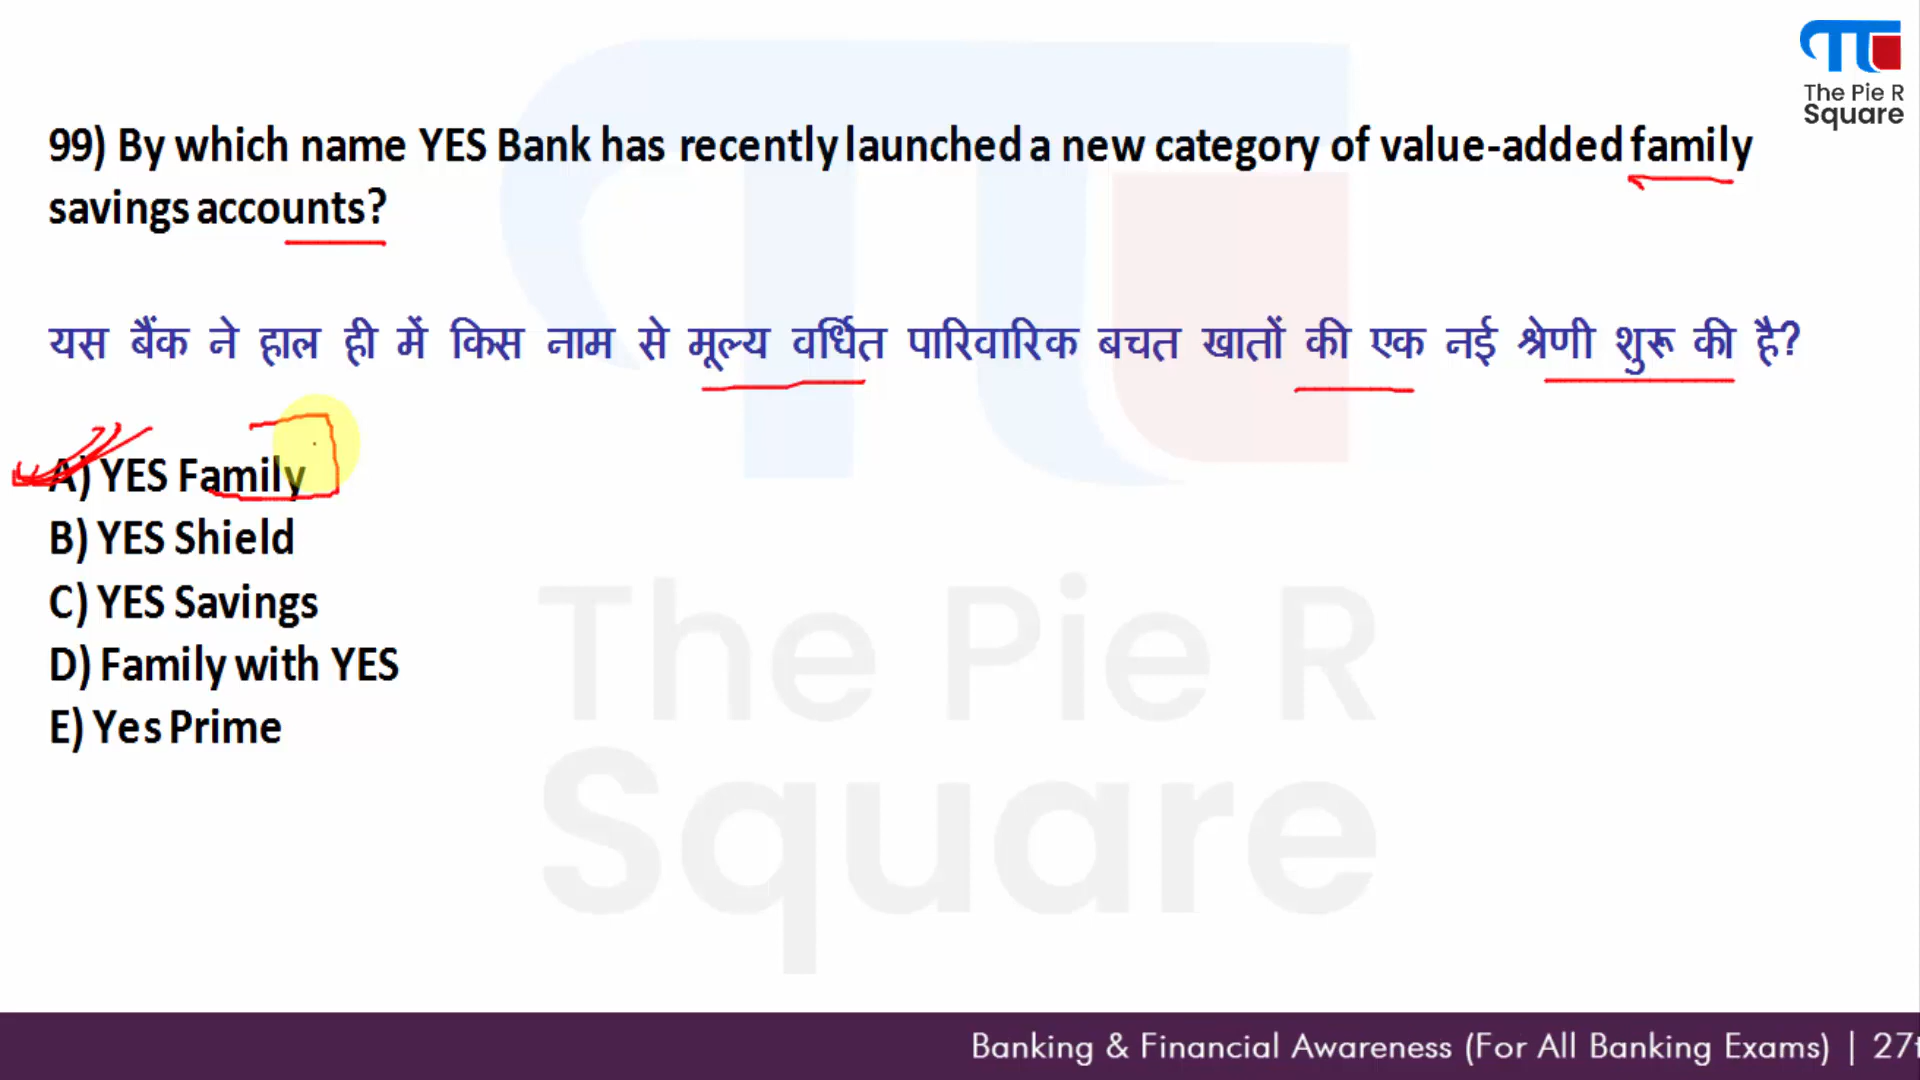 The Pie R
Square
99) By which name YES Bank has recently launched a new category of value-added family
savings accounts?
यस बैंक ने हाल ही में किस नाम से मूल्य वर्धित पारिवारिक बचत खातों की एक नई श्रेणी शुरू की है?
A) YES Family
B) YES Shield
C) YES Savings
D) Family with YES
E) Yes Prime
The Pie R
Square
Banking & Financial Awareness (For All Banking Exams) | 27